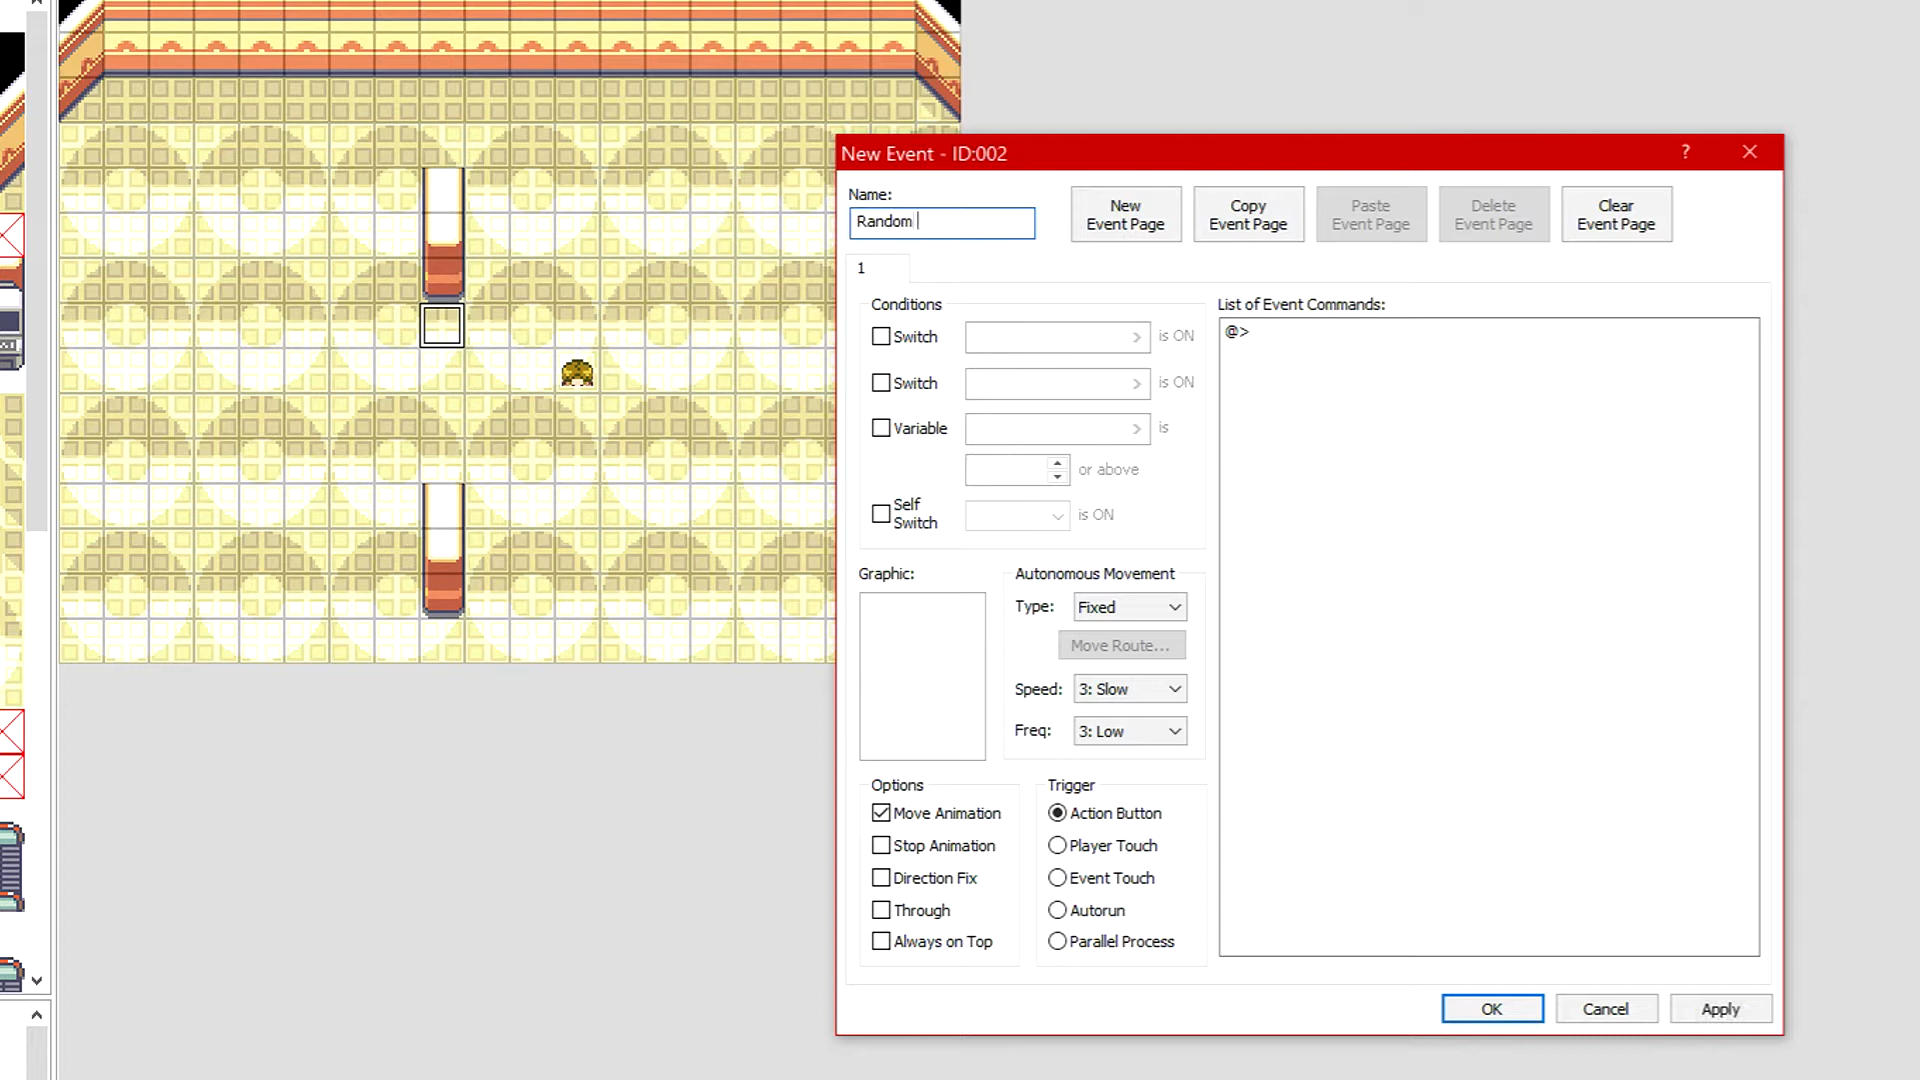 New Event - ID:002
?
Name:
Random
New Event Page
Copy Event Page
Paste Event Page
Delete Event Page
Clear Event Page
1
Conditions
Switch is ON
Switch is ON
Variable is
or above
Self Switch is ON
List of Event Commands:
@>
Graphic:
Autonomous Movement
Type: Fixed
Move Route...
Speed: 3: Slow
Freq: 3: Low
Options
Move Animation
Stop Animation
Direction Fix
Through
Always on Top
Trigger
Action Button
Player Touch
Event Touch
Autorun
Parallel Process
OK
Cancel
Apply